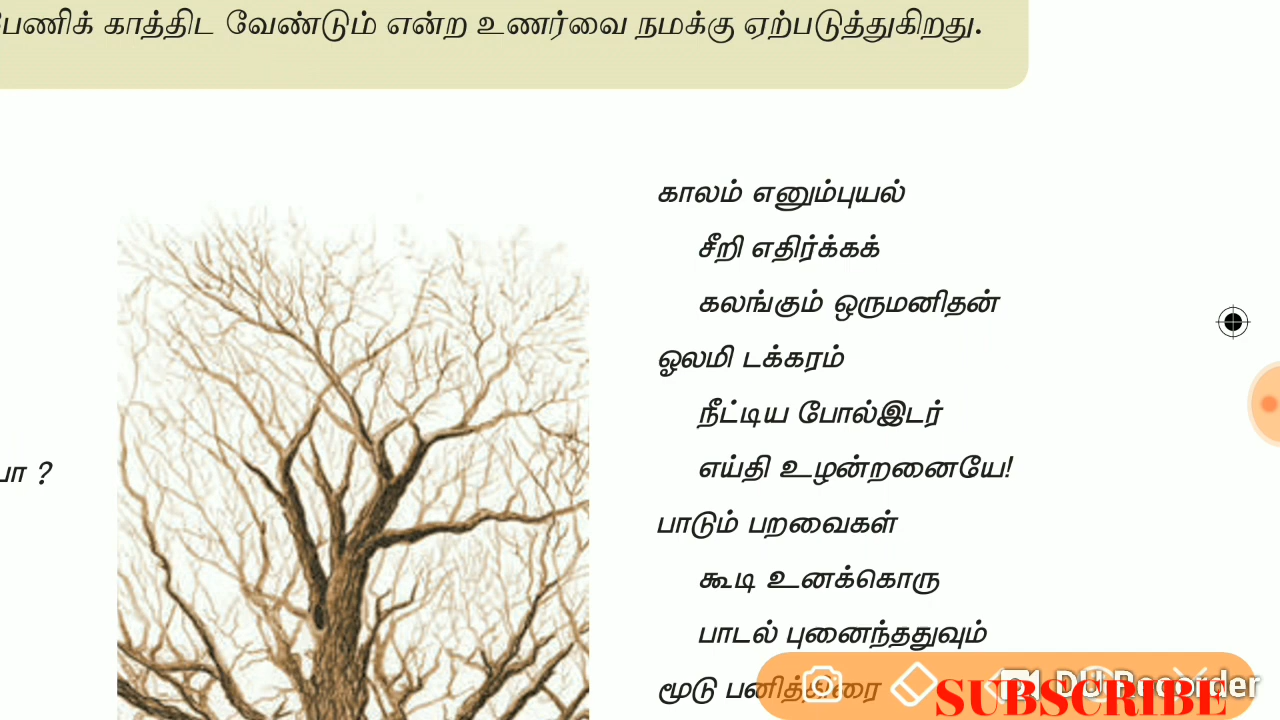 பேணிக் காத்திட வேண்டும் என்ற உணர்வை நமக்கு ஏற்படுத்துகிறது.
காலம் எனும்புயல்
சீறி எதிர்க்கக்
கலங்கும் ஒருமனிதன்
ஓலமி டக்கரம்
நீட்டிய போல்இடர்
எய்தி உழன்றனையே!
?
பாடும் பறவைகள்
கூடி உனக்கொரு
பாடல் புனைந்ததுவும்
மூடு பனித்திரை
DU Recorder
SUBSCRIBE